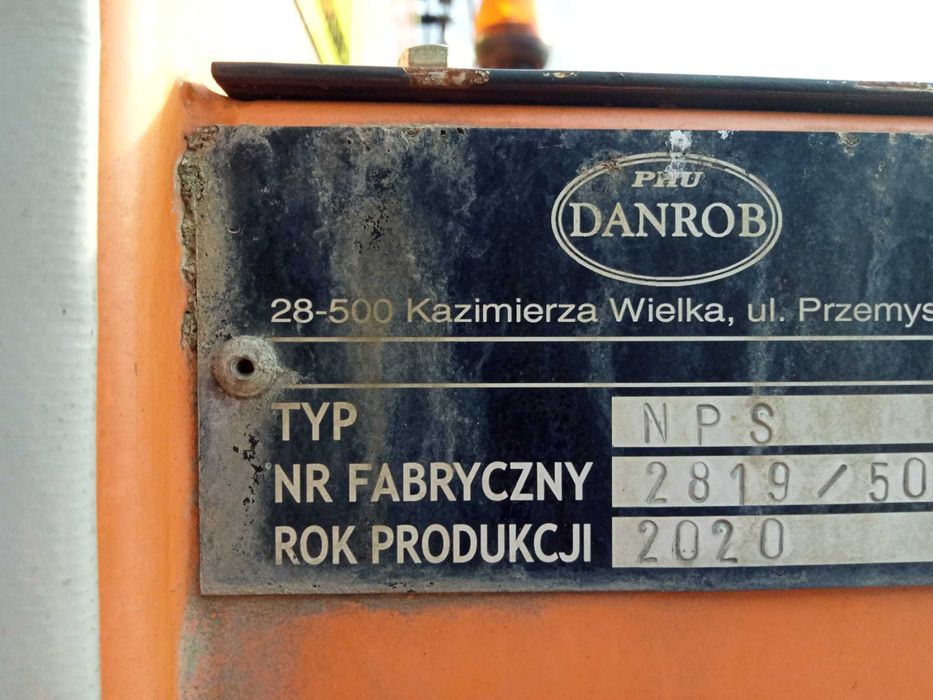 PHU
DANROB
28-500 Kazimierza Wielka, ul. Przemys
TYP NPS
NR FABRYCZNY 2819/50
ROK PRODUKCJI 2020